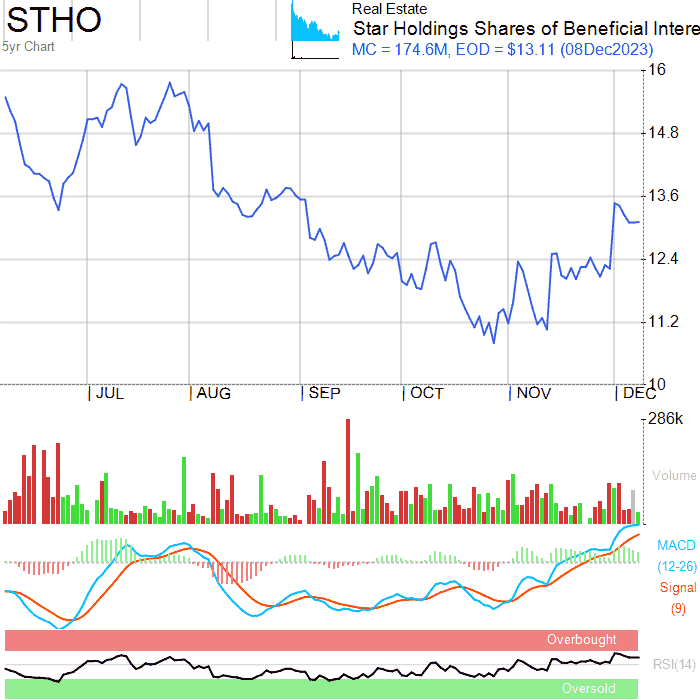 STHO
5yr Chart
Real Estate
Star Holdings Shares of Beneficial Intere
MC = 174.6M, EOD = $13.11 (08Dec2023)
16
14.8
13.6
12.4
11.2
10
JUL AUG SEP OCT NOV DEC
286k
Volume
MACD
(12-26)
Signal
(9)
Overbought
RSI(14)
Oversold